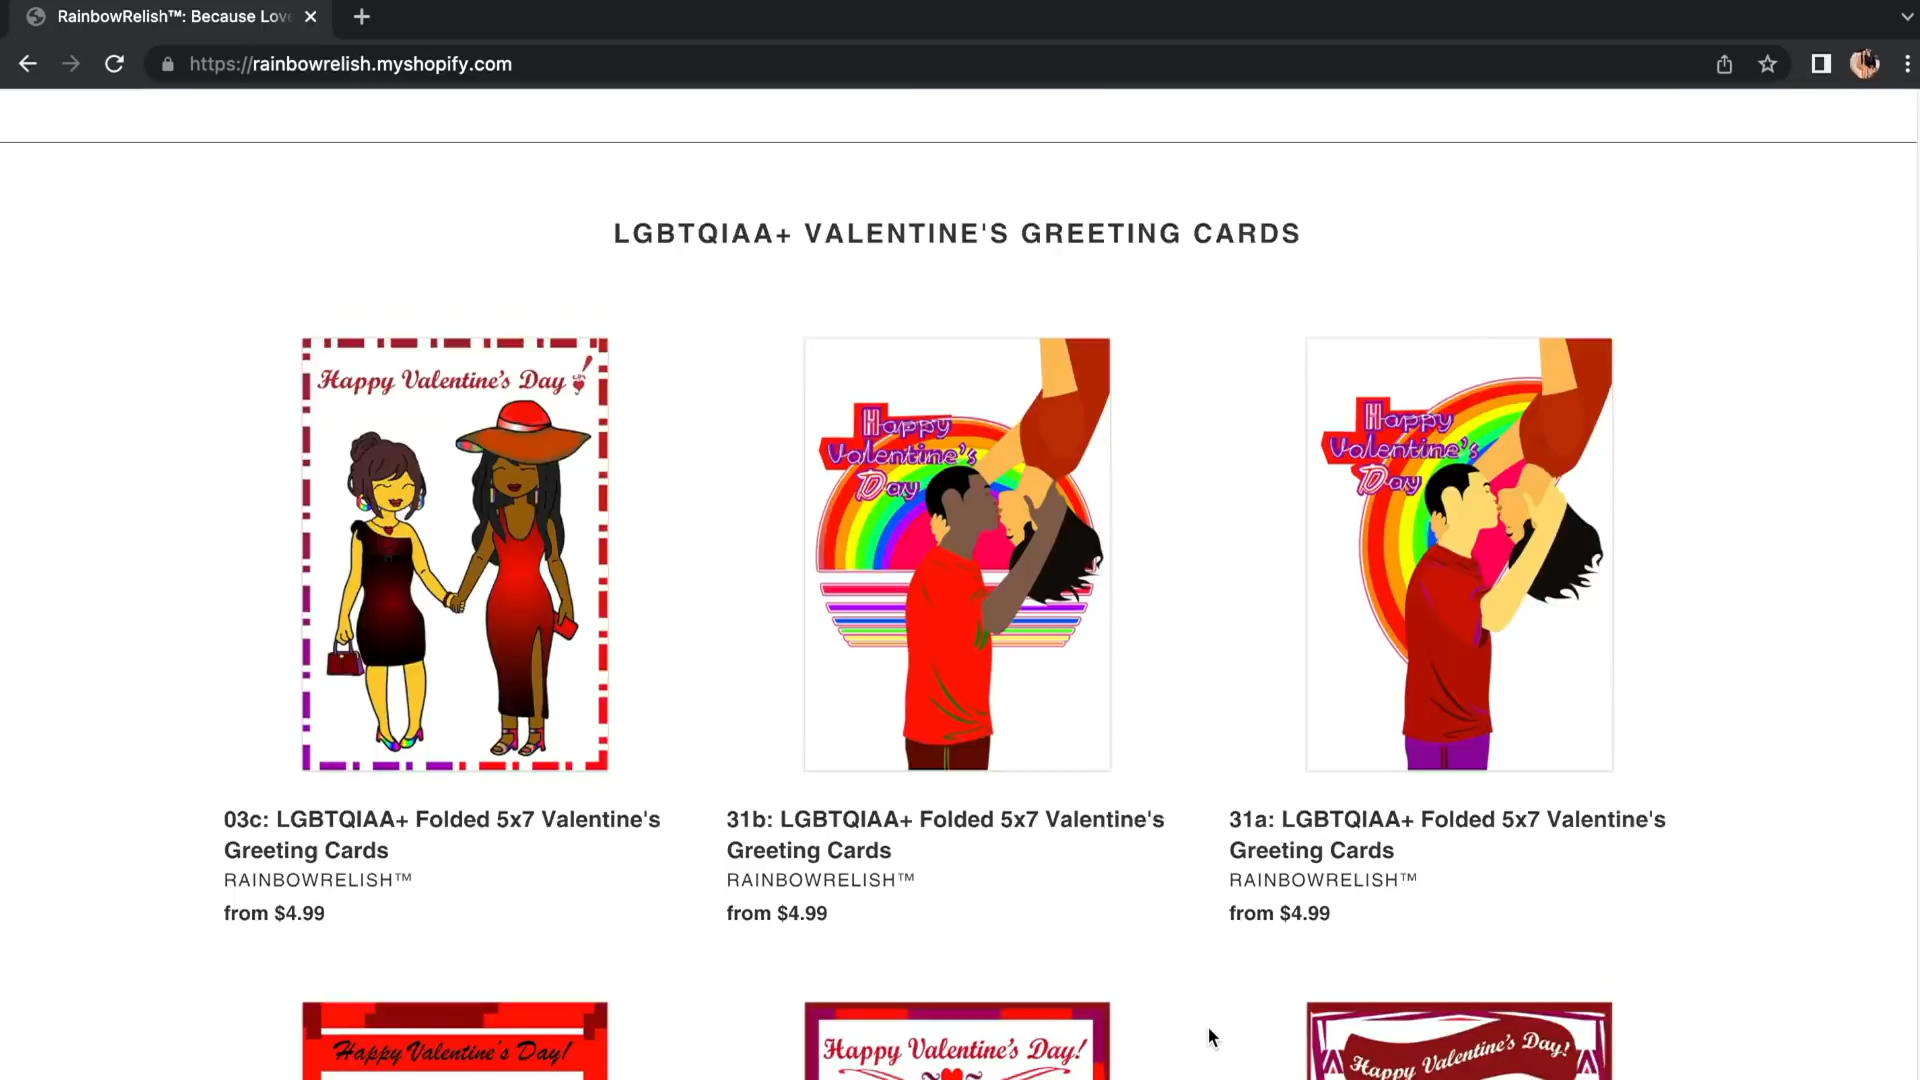 RainbowRelish™: Because Lov
https://rainbowrelish.myshopify.com
LGBTQIAA+ VALENTINE'S GREETING CARDS
Happy Valentine's Day!
Happy
Valentine's
Day
Happy
Valentine's
Day
03c: LGBTQIAA+ Folded 5x7 Valentine's
Greeting Cards
RAINBOWRELISH™
from $4.99
31b: LGBTQIAA+ Folded 5x7 Valentine's
Greeting Cards
RAINBOWRELISH™
from $4.99
31a: LGBTQIAA+ Folded 5x7 Valentine's
Greeting Cards
RAINBOWRELISH™
from $4.99
Happy Valentine's Day!
Happy Valentine's Day!
Happy Valentine's Day!